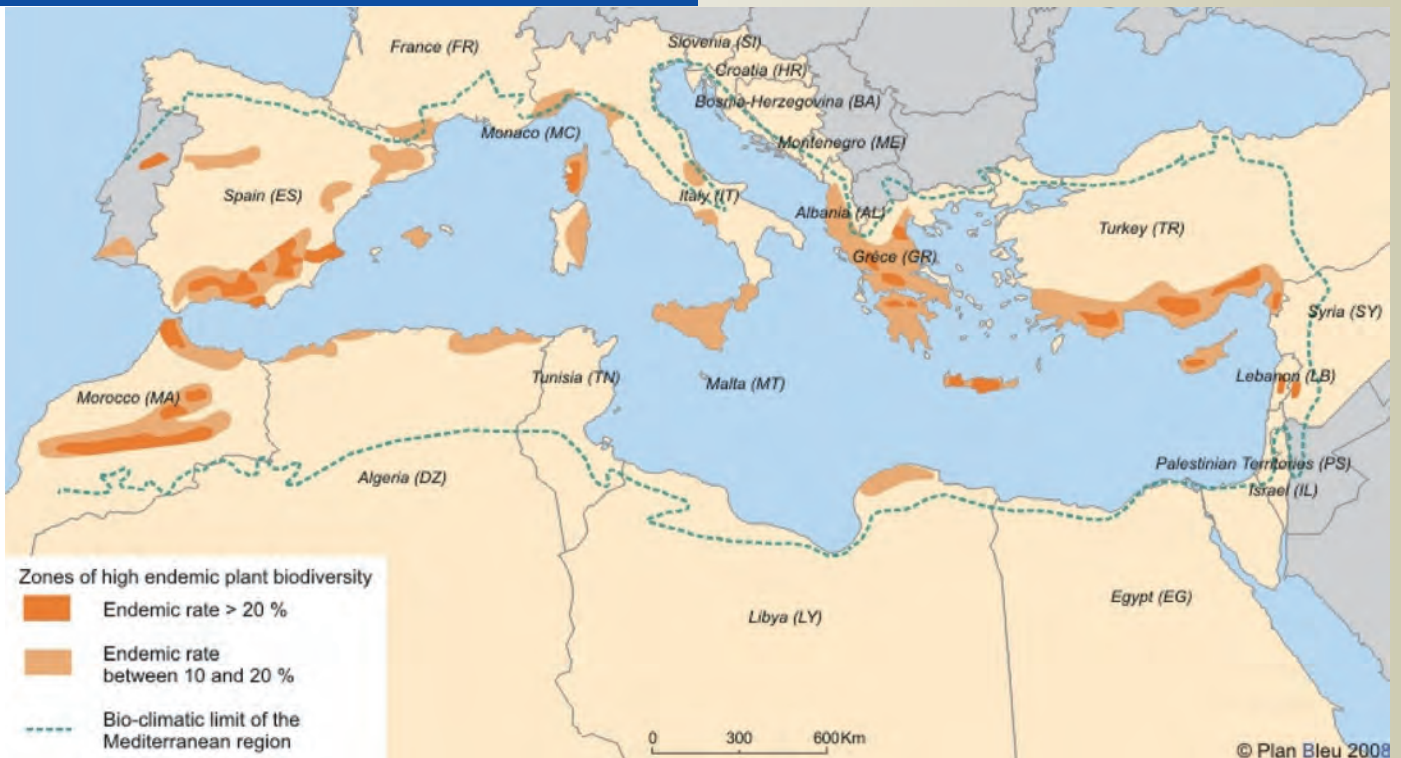 France (FR)
Slovenia (SI)
Croatia (HR)
Bosnia-Herzegovina (BA)
Monaco (MC)
Montenegro (ME)
Spain (ES)
Italy (IT)
Albania (AL)
Turkey (TR)
Gréce (GR)
Syria (SY)
Tunisia (TN)
Malta (MT)
Lebanon (LB)
Morocco (MA)
Algeria (DZ)
Palestinian Territories (PS)
Israel (IL)
Libya (LY)
Egypt (EG)
Zones of high endemic plant biodiversity
Endemic rate > 20 %
Endemic rate
between 10 and 20 %
Bio-climatic limit of the
Mediterranean region
0 300 600Km
© Plan Bleu 2008